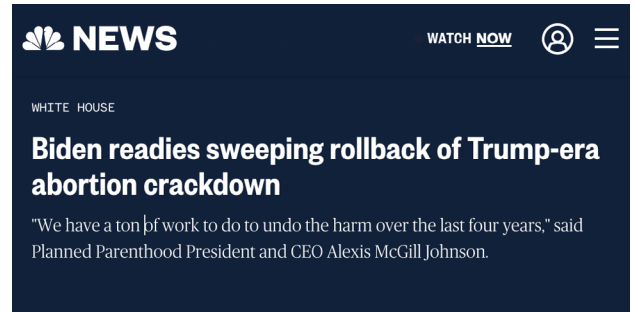 NEWS
WATCH NOW
WHITE HOUSE
Biden readies sweeping rollback of Trump-era
abortion crackdown
"We have a ton of work to do to undo the harm over the last four years," said
Planned Parenthood President and CEO Alexis McGill Johnson.